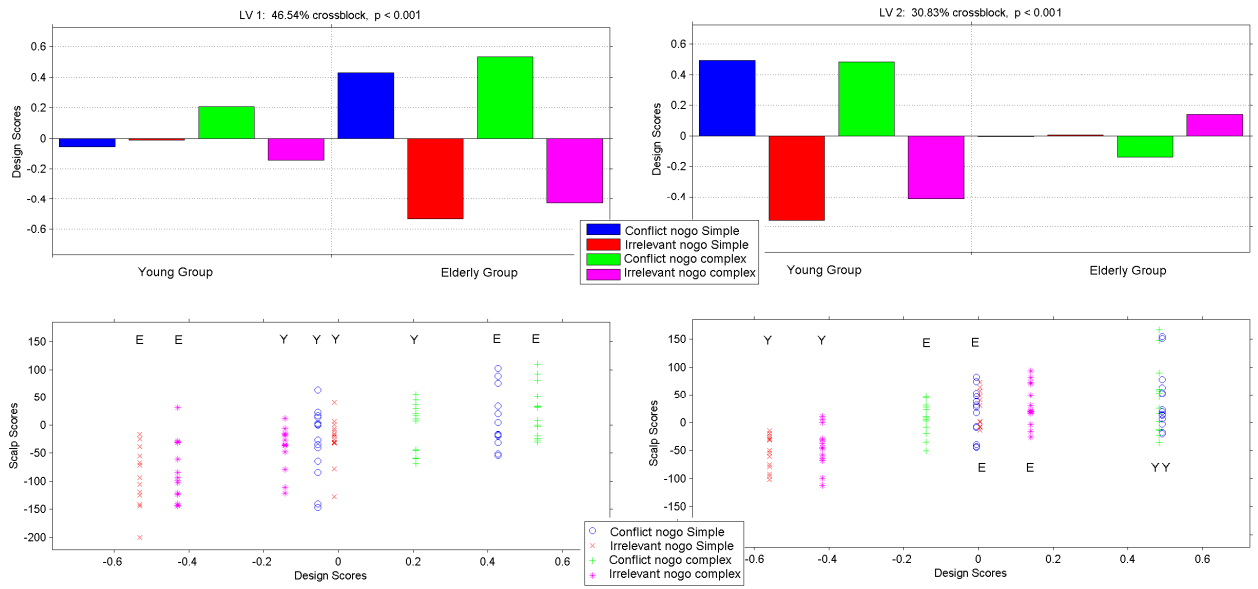 LV 1: 46.54% crossblock, p < 0.001
0.6
0.4
0.2
0
-0.2
-0.4
-0.6
Design Scores
Young Group
Elderly Group
LV 2: 30.83% crossblock, p < 0.001
0.6
0.4
0.2
0
-0.2
-0.4
Design Scores
Young Group
Elderly Group
Conflict nogo Simple
Irrelevant nogo Simple
Conflict nogo complex
Irrelevant nogo complex
150
100
50
0
-50
-100
-150
-200
Scalp Scores
E E Y Y Y Y E E
-0.6 -0.4 -0.2 0 0.2 0.4 0.6
Design Scores
150
100
50
0
-50
-100
-150
Scalp Scores
Y Y E E
E E Y Y
-0.6 -0.4 -0.2 0 0.2 0.4 0.6
Design Scores
Conflict nogo Simple
Irrelevant nogo Simple
Conflict nogo complex
Irrelevant nogo complex